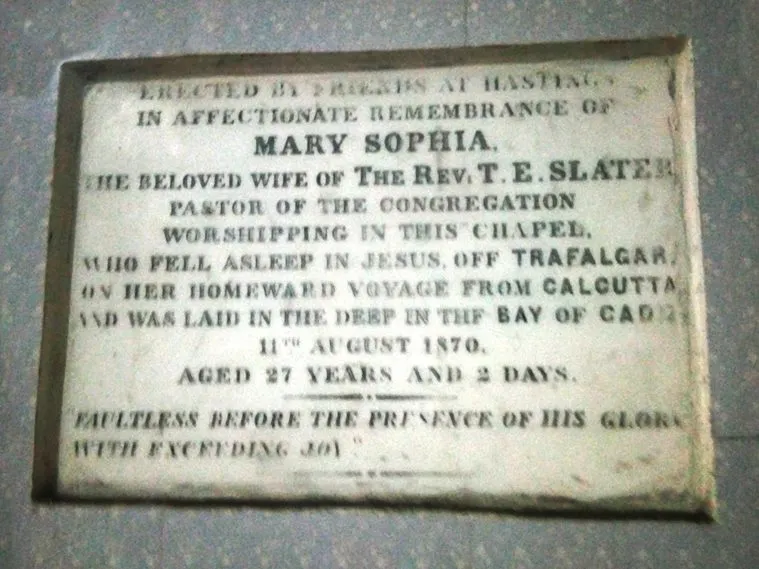 ERECTED BY FRIENDS AT HASTINGS
IN AFFECTIONATE REMEMBRANCE OF
MARY SOPHIA,
THE BELOVED WIFE OF THE REV. T. E. SLATER
PASTOR OF THE CONGREGATION
WORSHIPPING IN THIS CHAPEL,
WHO FELL ASLEEP IN JESUS, OFF TRAFALGAR,
ON HER HOMEWARD VOYAGE FROM CALCUTTA
AND WAS LAID IN THE DEEP IN THE BAY OF CADIZ
11TH AUGUST 1870,
AGED 27 YEARS AND 2 DAYS.
"FAULTLESS BEFORE THE PRESENCE OF HIS GLORY
WITH EXCEEDING JOY"